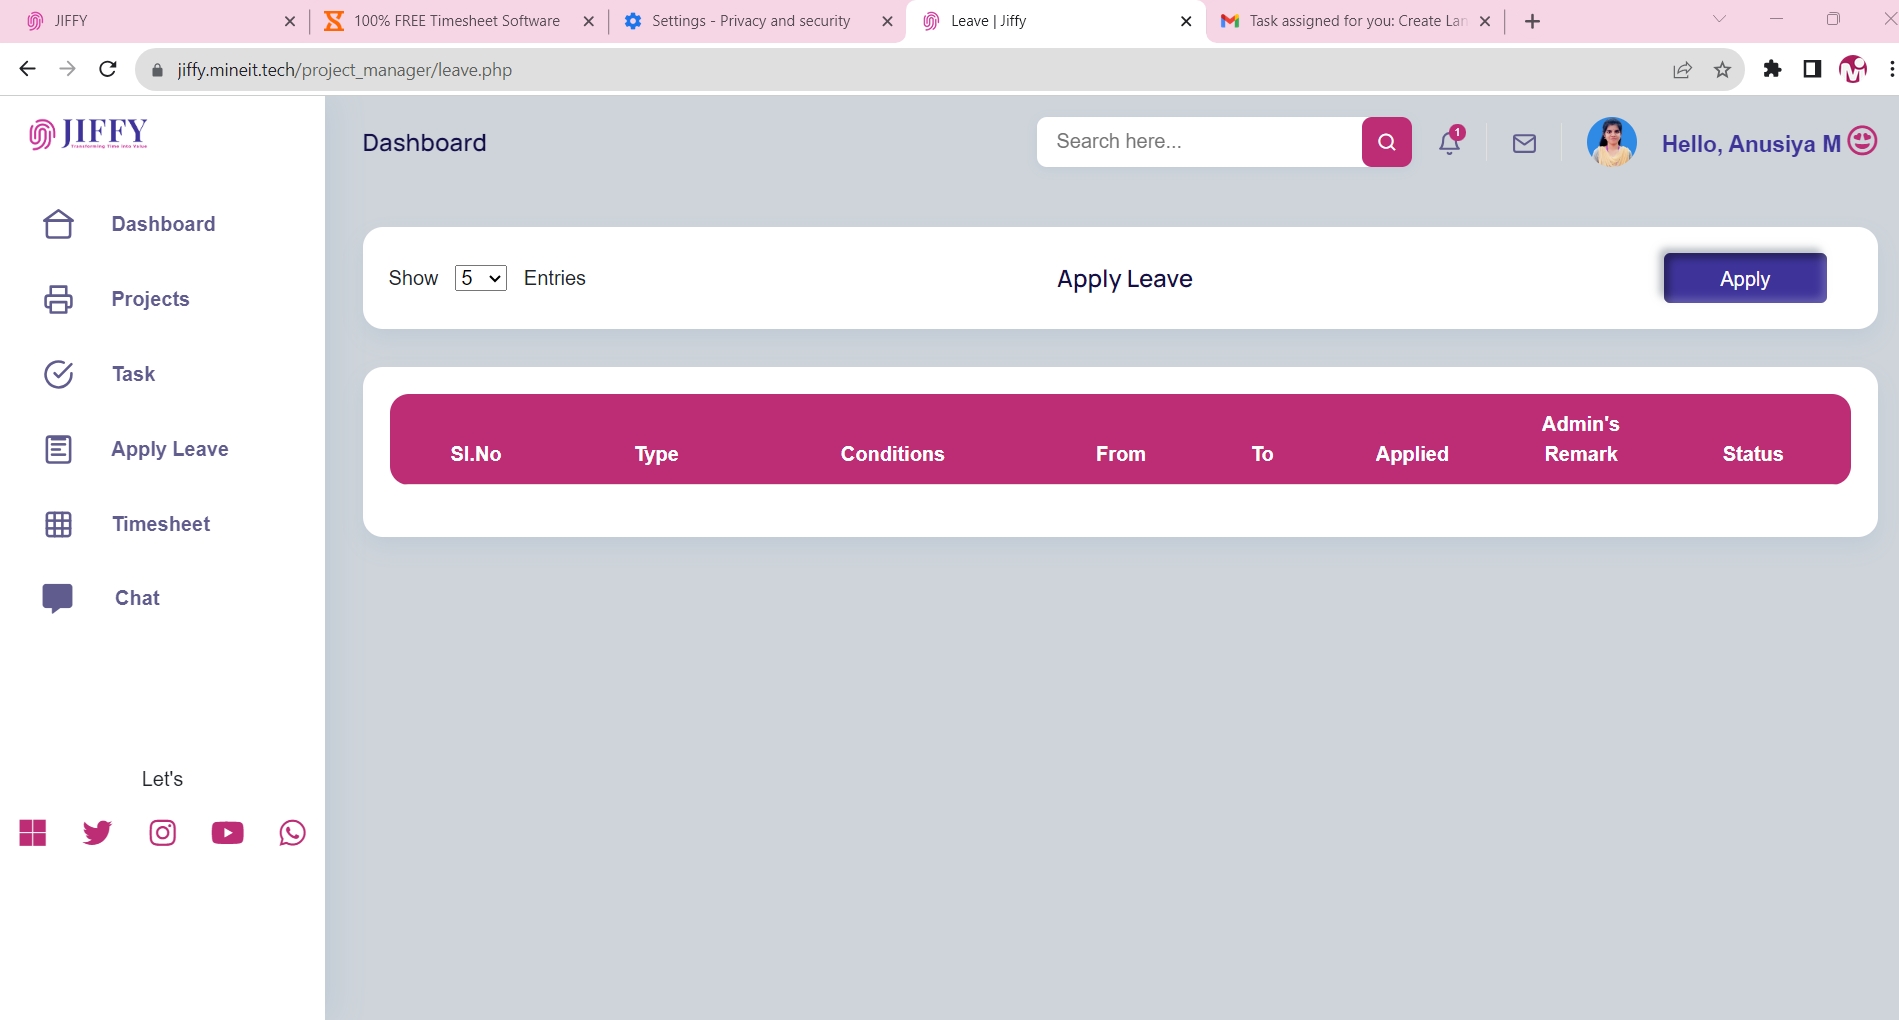 JIFFY
100% FREE Timesheet Software
Settings - Privacy and security
Leave | Jiffy
Task assigned for you: Create Lan
jiffy.mineit.tech/project_manager/leave.php
JIFFY
Transforming Time Into Value
Dashboard
Search here...
1
Hello, Anusiya M
Dashboard
Projects
Task
Apply Leave
Timesheet
Chat
Show 5 Entries
Apply Leave
Apply
Sl.No Type Conditions From To Applied Admin's Remark Status
Let's